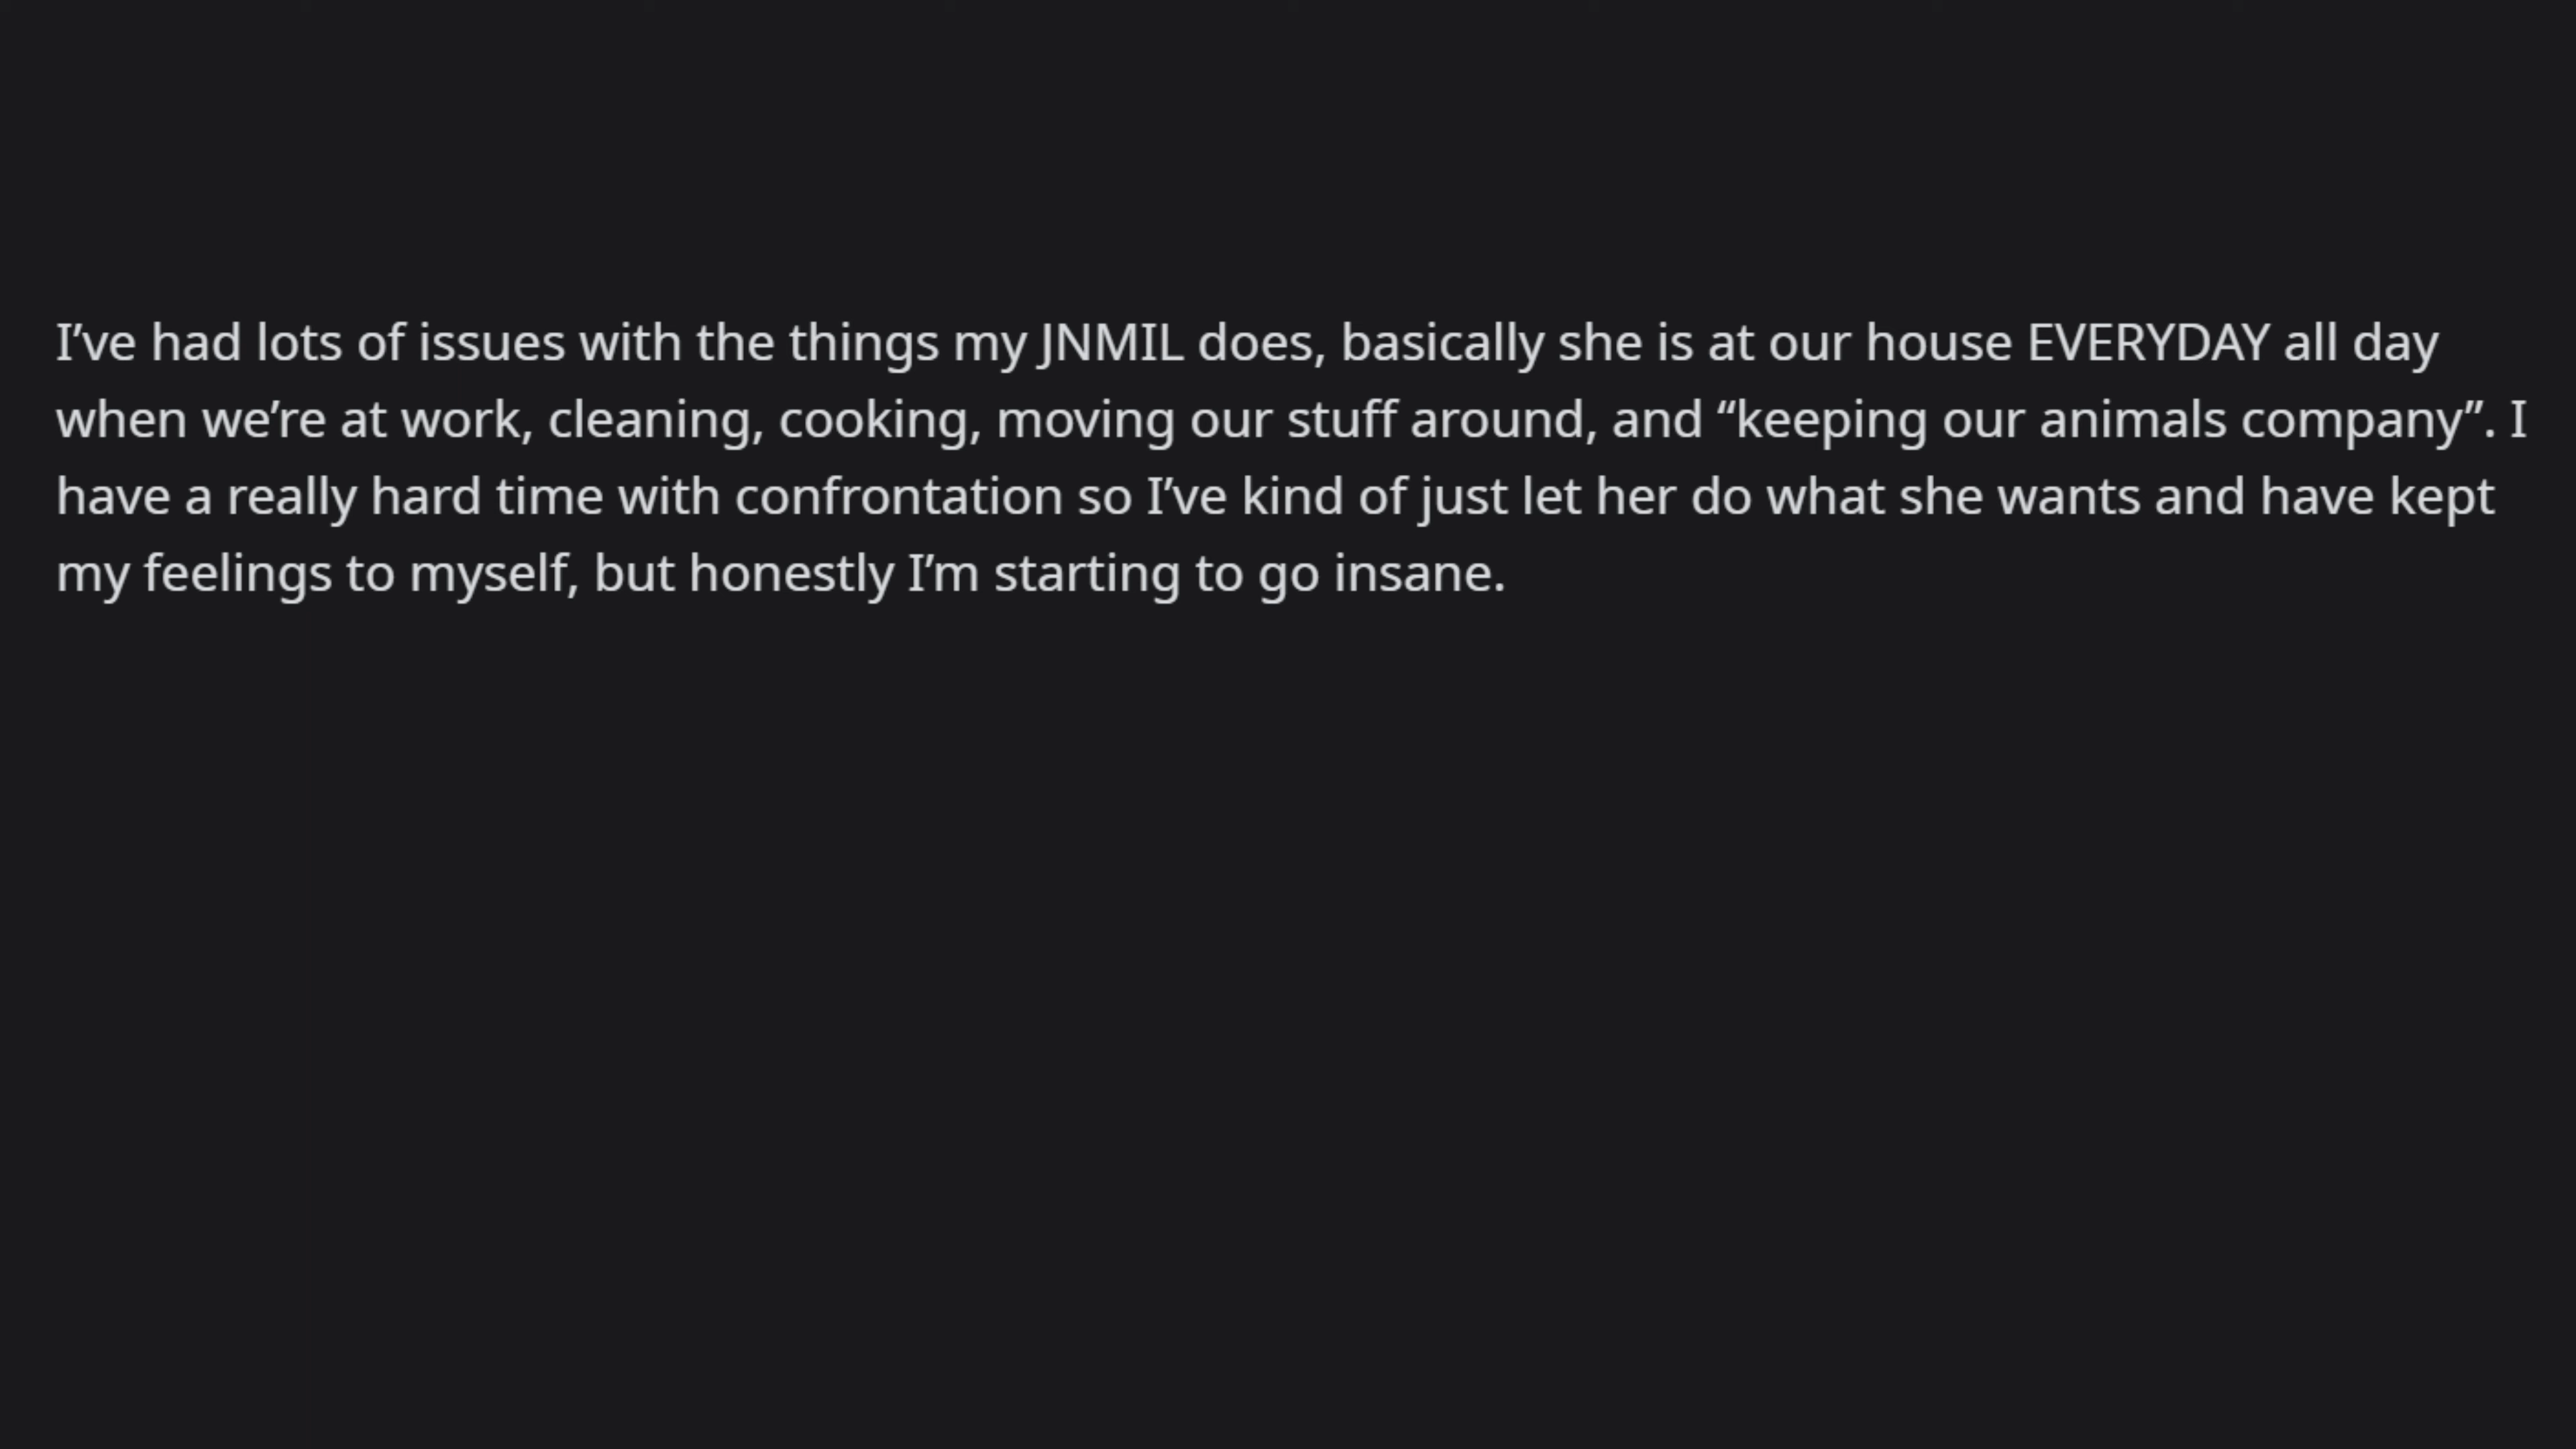 I’ve had lots of issues with the things my JNMIL does, basically she is at our house EVERYDAY all day
when we’re at work, cleaning, cooking, moving our stuff around, and “keeping our animals company”. I
have a really hard time with confrontation so I’ve kind of just let her do what she wants and have kept
my feelings to myself, but honestly I’m starting to go insane.